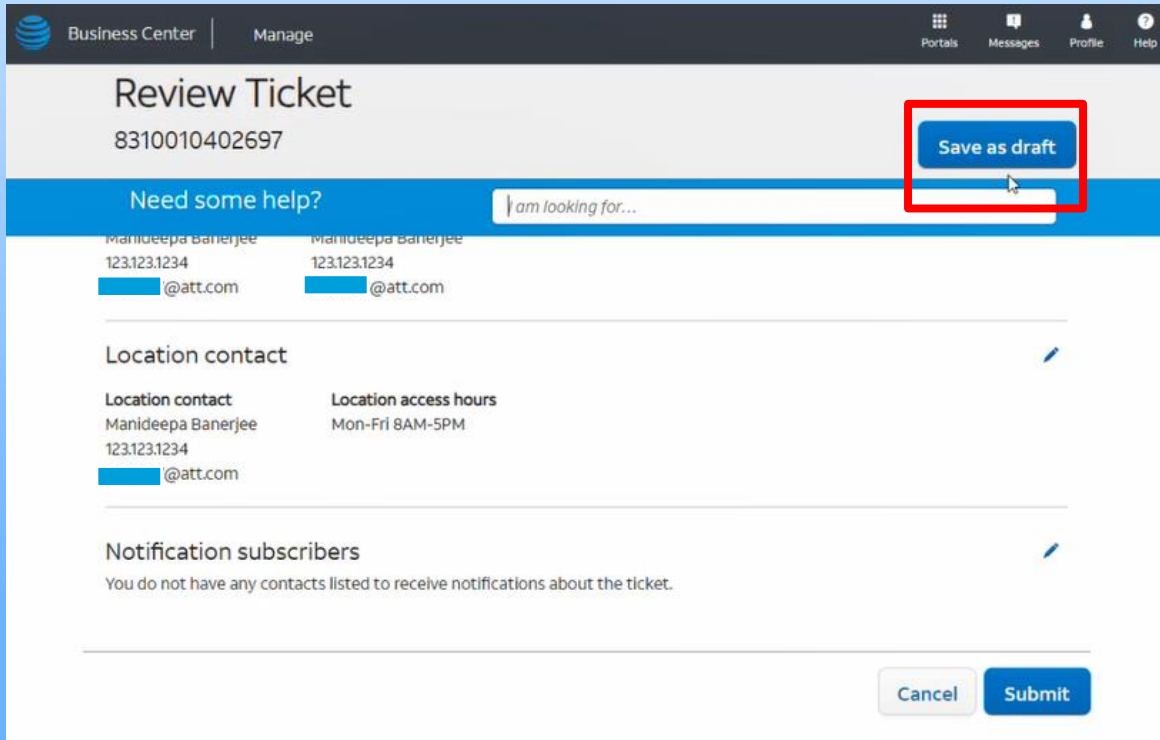 Business Center
Manage
Portals
Messages
Profile
Help
Review Ticket
8310010402697
Save as draft
Need some help?
I am looking for...
Manideepa Banerjee Manideepa Banerjee
123.123.1234 123.123.1234
@att.com @att.com
Location contact
Location contact Location access hours
Manideepa Banerjee Mon-Fri 8AM-5PM
123.123.1234
@att.com
Notification subscribers
You do not have any contacts listed to receive notifications about the ticket.
Cancel Submit